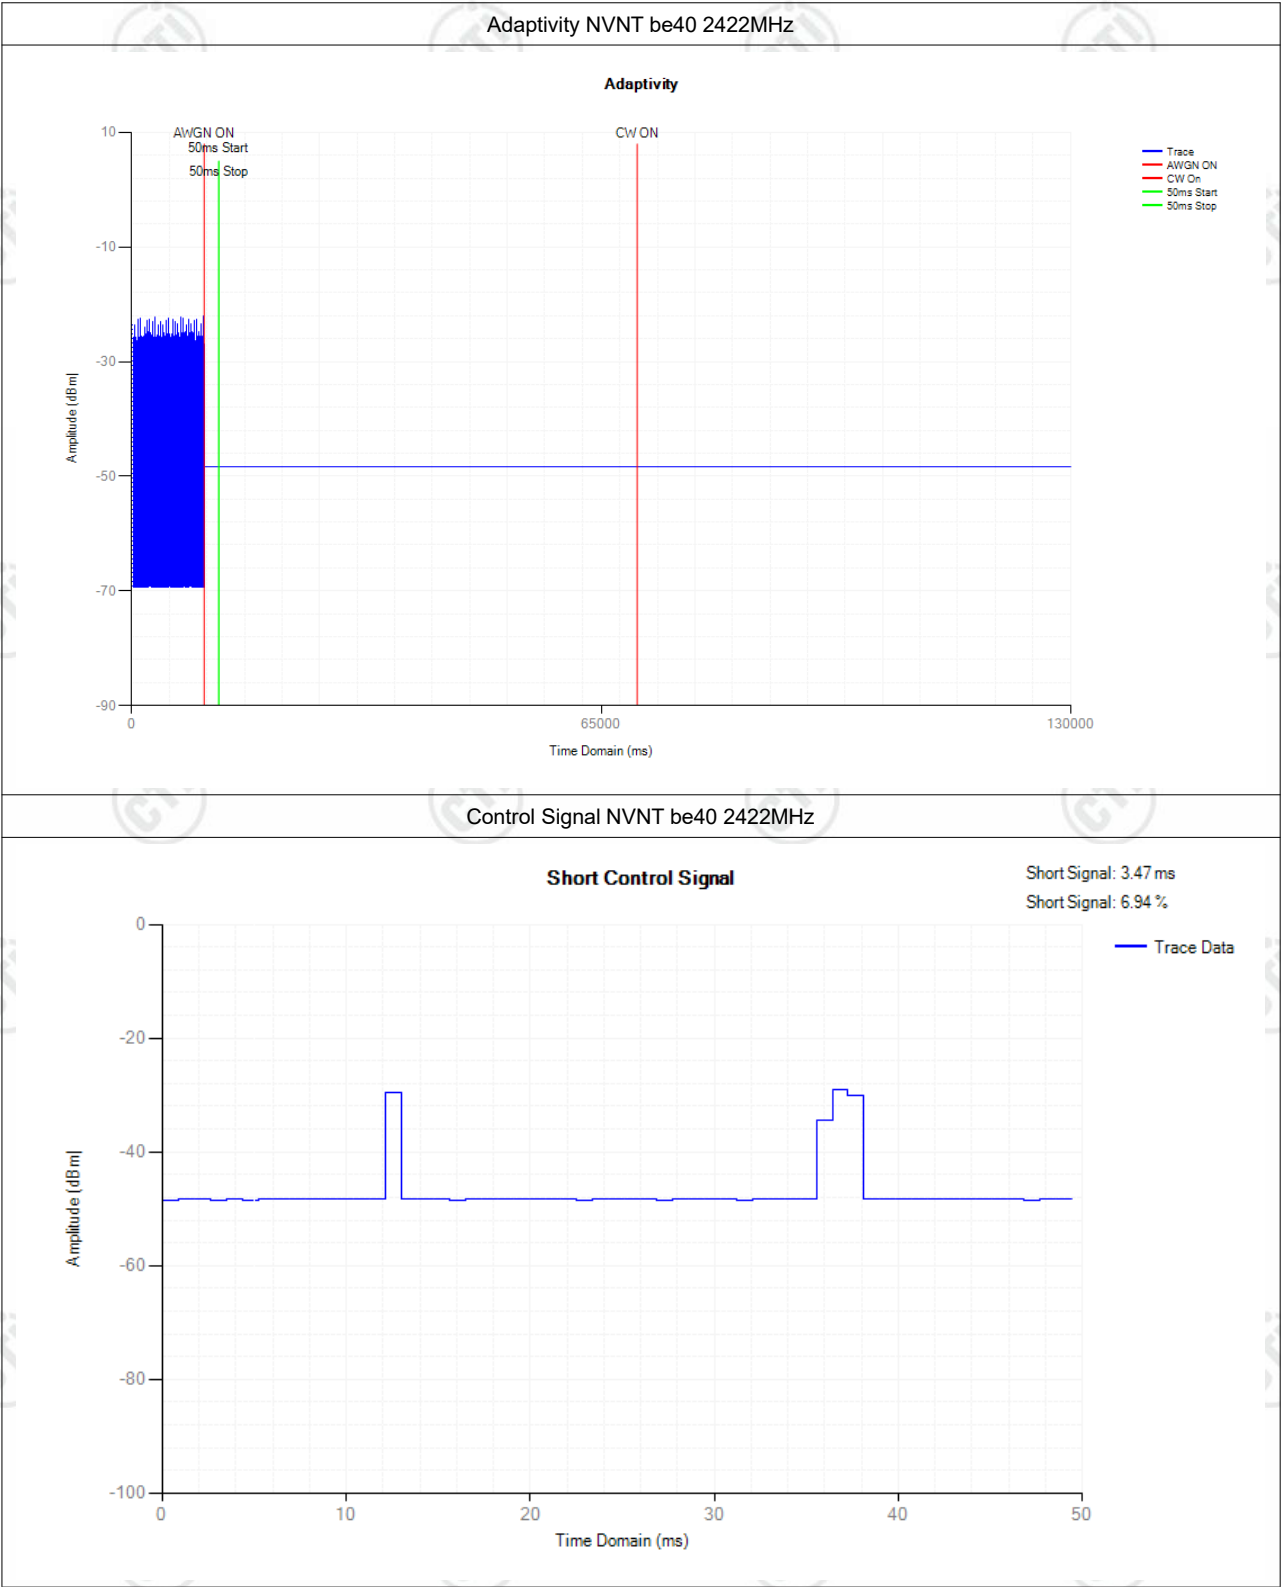 Adaptivity NVNT be40 2422MHz
Adaptivity
10
AWGN ON
50ms Start
50ms Stop
CW ON
Trace
AWGN ON
CW On
50ms Start
50ms Stop
-10
-30
-50
-70
-90
Amplitude [dBm]
0
65000
130000
Time Domain (ms)
Control Signal NVNT be40 2422MHz
Short Control Signal
Short Signal: 3.47 ms
Short Signal: 6.94 %
Trace Data
0
-20
-40
-60
-80
-100
Amplitude [dBm]
0
10
20
30
40
50
Time Domain (ms)